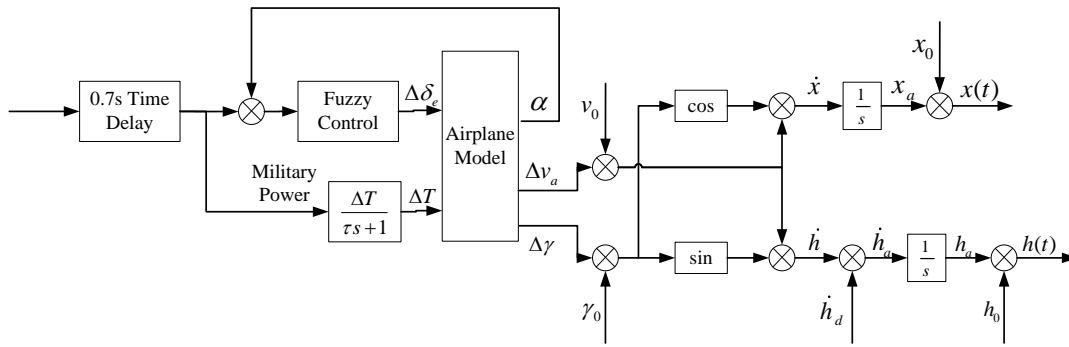 0.7s Time
Delay
Fuzzy
Control
Δδₑ
Military
Power
ΔT
τs+1
ΔT
Airplane
Model
α
Δvₐ
Δγ
v₀
γ₀
cos
ẋ
1
s
xₐ
x₀
x(t)
sin
ḣ
ḣₐ
ḣ_d
1
s
hₐ
h(t)
h₀